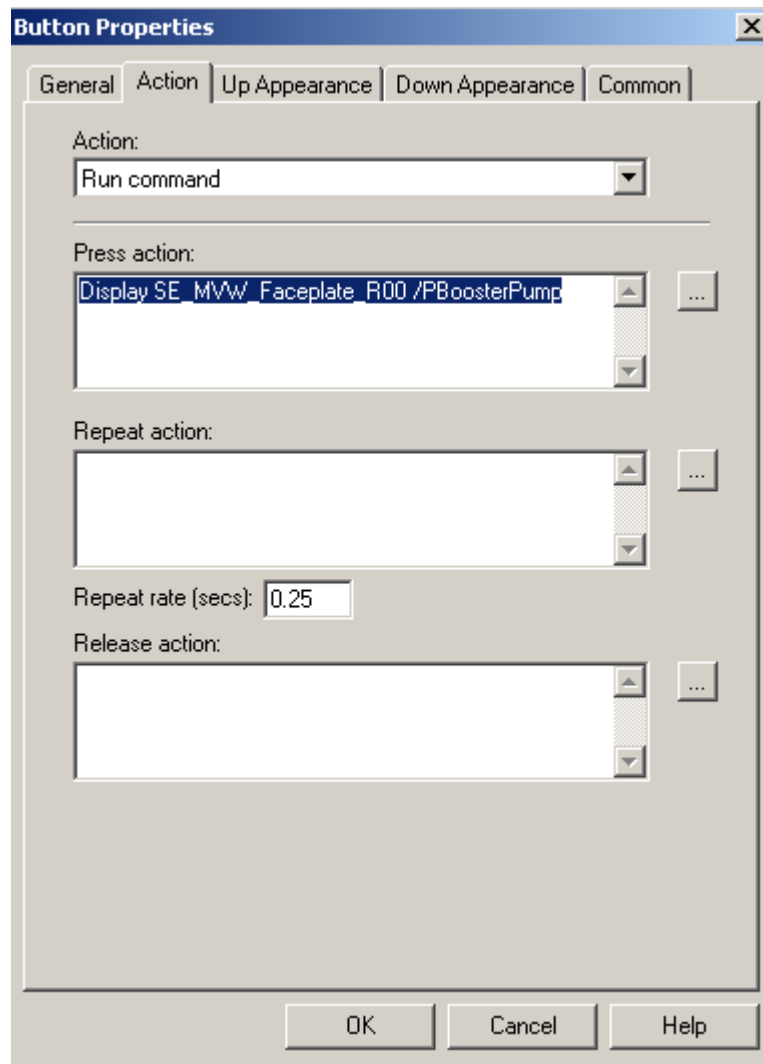 Button Properties
General Action Up Appearance Down Appearance Common
Action:
Run command
Press action:
Display SE_MVW_Faceplate_R00 /PBoosterPump
...
Repeat action:
...
Repeat rate (secs): 0.25
Release action:
...
OK Cancel Help